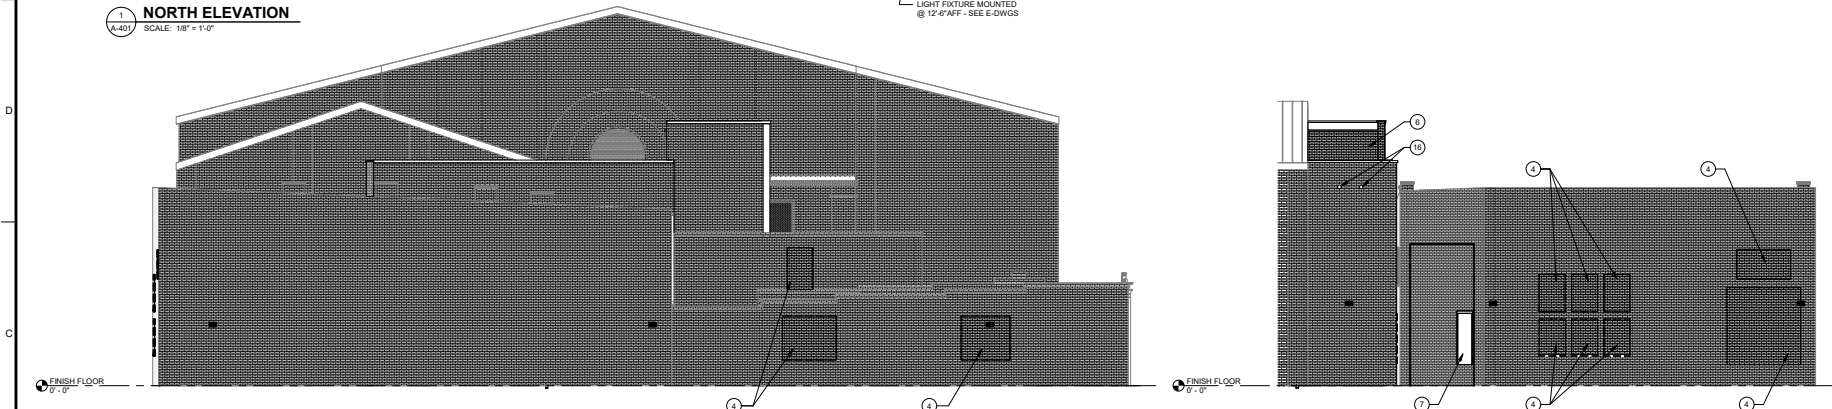 1
NORTH ELEVATION
A-401
SCALE: 1/8" = 1'-0"
LIGHT FIXTURE MOUNTED
@ 12'-6"AFF - SEE E-DWGS
D
6
16
4
4
C
FINISH FLOOR
0' - 0"
FINISH FLOOR
0' - 0"
4
4
7
4
4